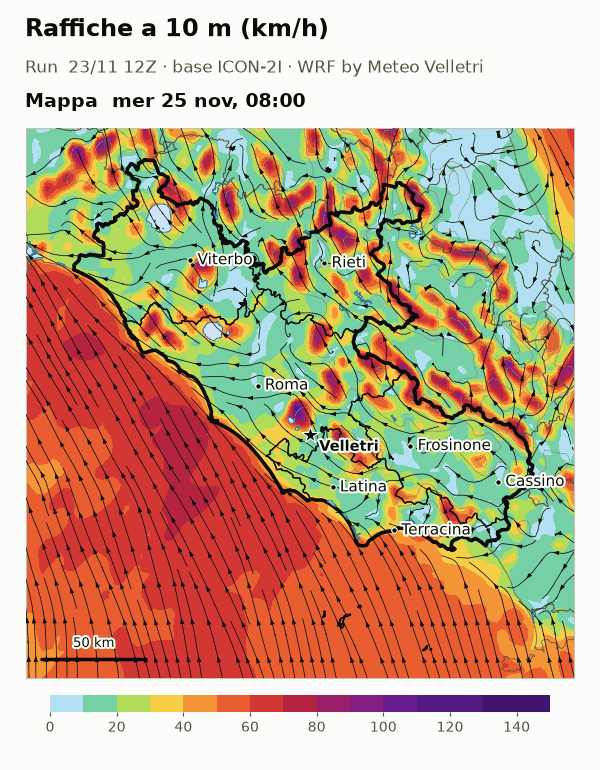 Raffiche a 10 m (km/h)
Run  23/11 12Z · base ICON-2I · WRF by Meteo Velletri
Mappa  mer 25 nov, 08:00
Viterbo
Rieti
Roma
Velletri
Frosinone
Latina
Cassino
Terracina
50 km
0 20 40 60 80 100 120 140